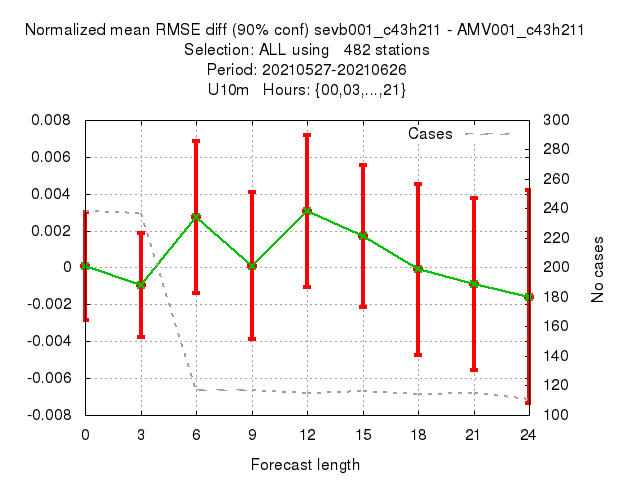 Normalized mean RMSE diff (90% conf) sevb001_c43h211 - AMV001_c43h211
Selection: ALL using   482 stations
Period: 20210527-20210626
U10m   Hours: {00,03,...,21}
Cases
0.008
0.006
0.004
0.002
0
-0.002
-0.004
-0.006
-0.008
300
280
260
240
220
200
180
160
140
120
100
No cases
0 3 6 9 12 15 18 21 24
Forecast length